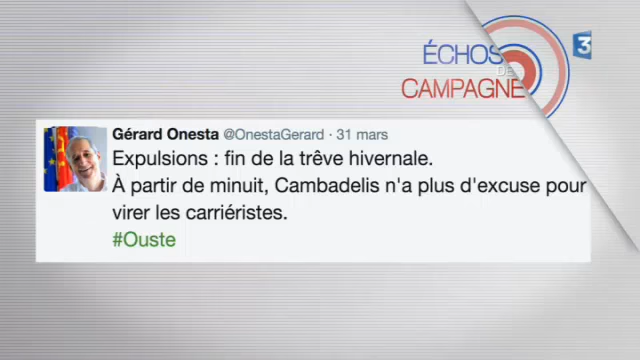 ÉCHOS
DE
CAMPAGNE
3
Gérard Onesta @OnestaGerard · 31 mars
Expulsions : fin de la trêve hivernale.
À partir de minuit, Cambadelis n'a plus d'excuse pour
virer les carriéristes.
#Ouste